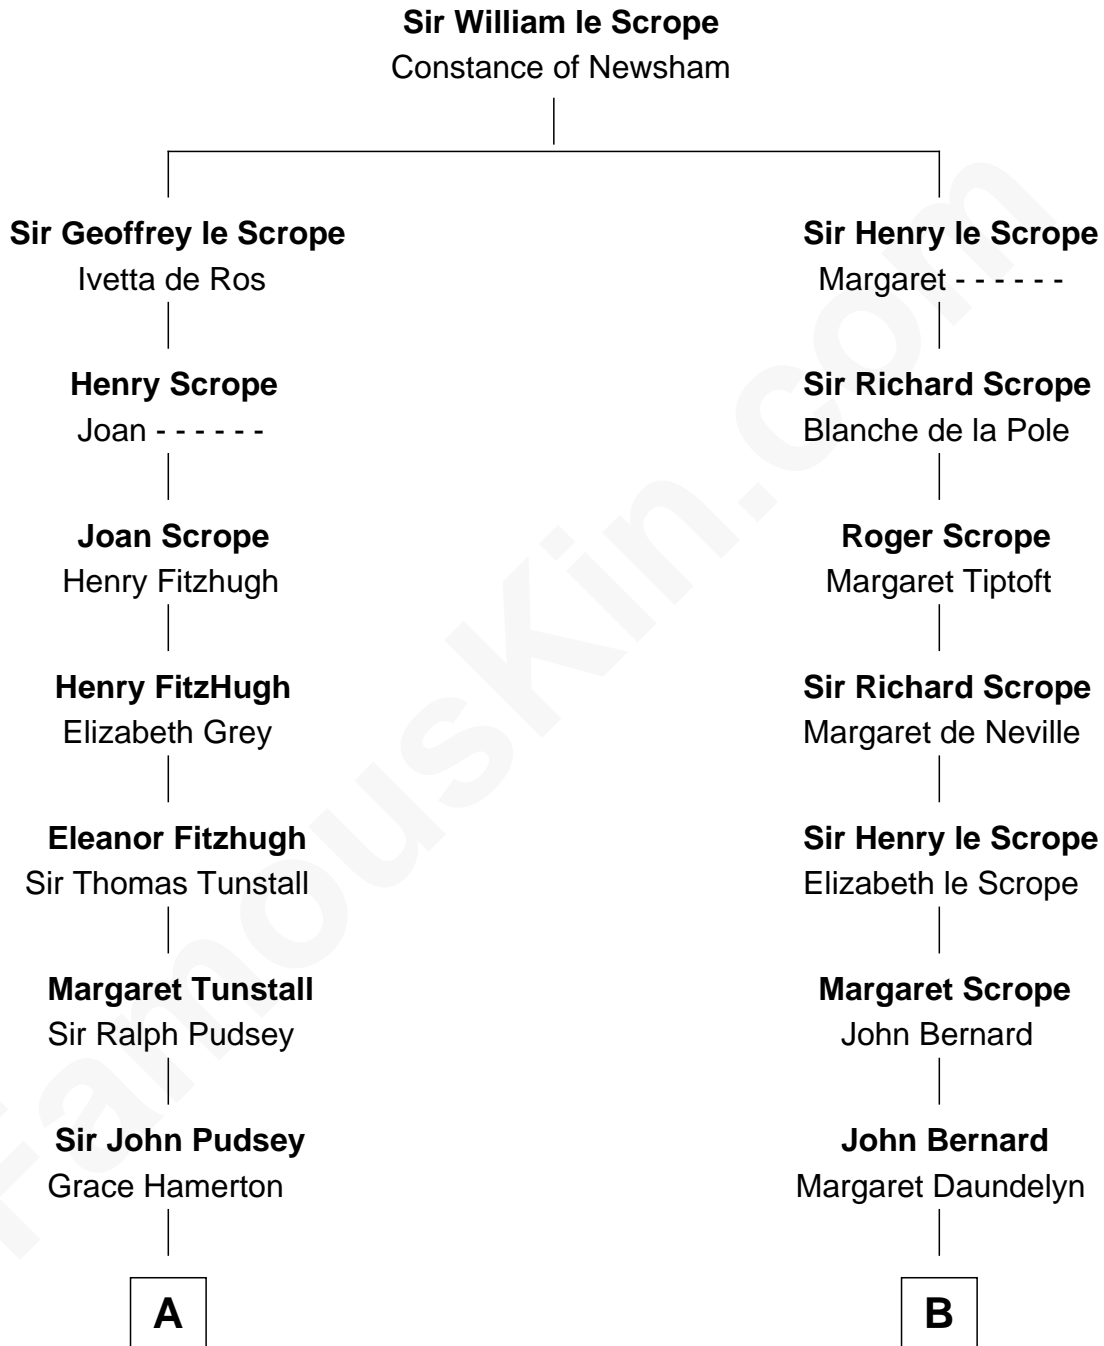 Sir William le Scrope
Constance of Newsham
Sir Geoffrey le Scrope
Ivetta de Ros
Sir Henry le Scrope
Margaret - - - - - -
Henry Scrope
Joan - - - - - -
Sir Richard Scrope
Blanche de la Pole
Joan Scrope
Henry Fitzhugh
Roger Scrope
Margaret Tiptoft
Henry FitzHugh
Elizabeth Grey
Sir Richard Scrope
Margaret de Neville
Eleanor Fitzhugh
Sir Thomas Tunstall
Sir Henry le Scrope
Elizabeth le Scrope
Margaret Tunstall
Sir Ralph Pudsey
Margaret Scrope
John Bernard
Sir John Pudsey
Grace Hamerton
John Bernard
Margaret Daundelyn
A
B
FamousKin.com